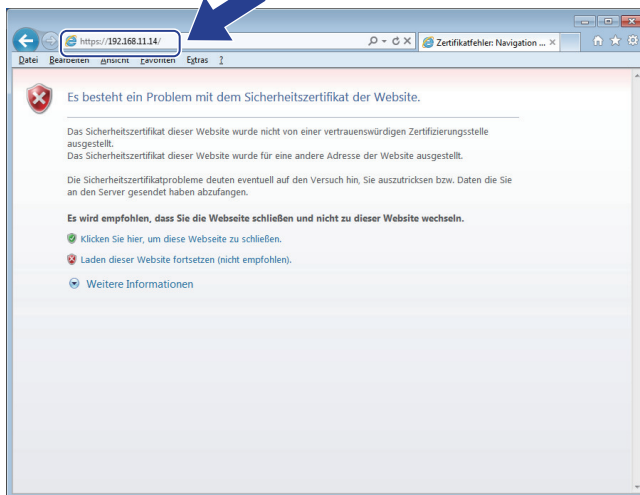 https://192.168.11.14/
Zertifikatfehler: Navigation ...
Datei Bearbeiten Ansicht Favoriten Extras ?
Es besteht ein Problem mit dem Sicherheitszertifikat der Website.
Das Sicherheitszertifikat dieser Website wurde nicht von einer vertrauenswürdigen Zertifizierungsstelle
ausgestellt.
Das Sicherheitszertifikat dieser Website wurde für eine andere Adresse der Website ausgestellt.
Die Sicherheitszertifikatprobleme deuten eventuell auf den Versuch hin, Sie auszutricksen bzw. Daten die Sie
an den Server gesendet haben abzufangen.
Es wird empfohlen, dass Sie die Webseite schließen und nicht zu dieser Website wechseln.
Klicken Sie hier, um diese Webseite zu schließen.
Laden dieser Website fortsetzen (nicht empfohlen).
Weitere Informationen